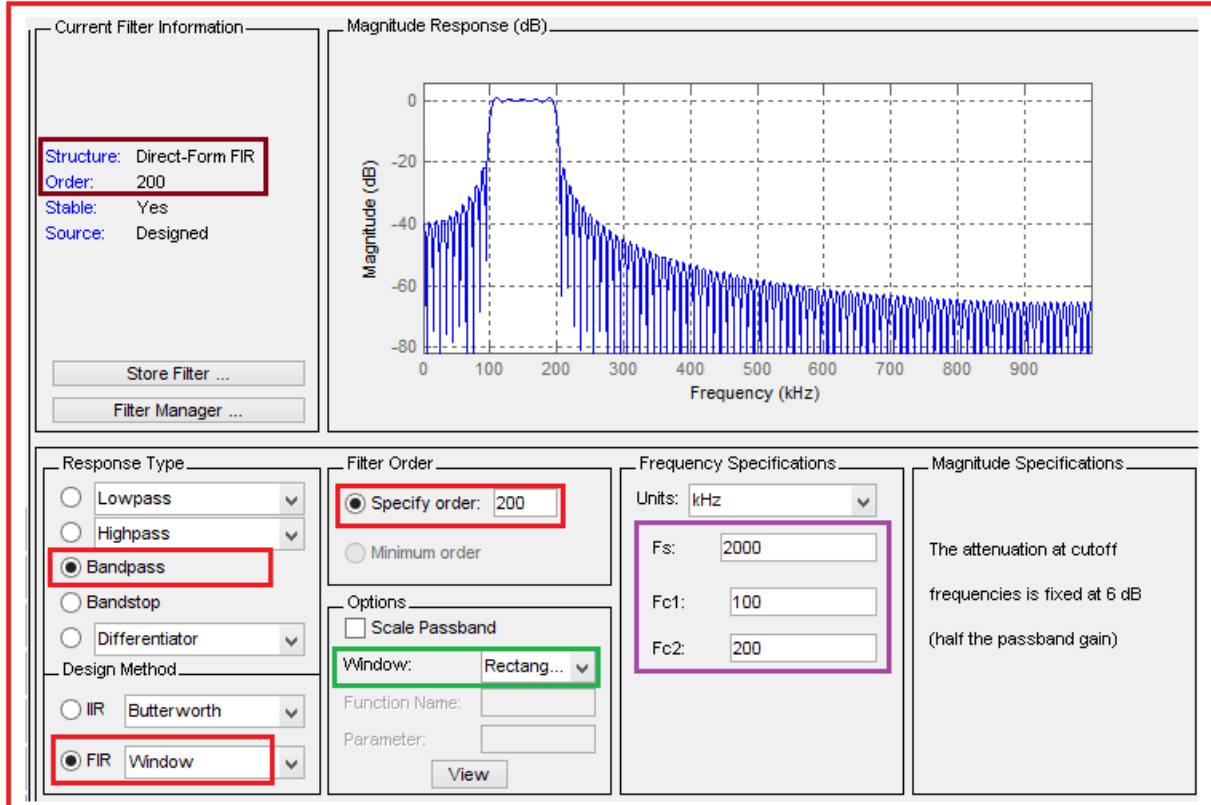 Current Filter Information
Structure: Direct-Form FIR
Order: 200
Stable: Yes
Source: Designed
Store Filter ...
Filter Manager ...
Magnitude Response (dB)
0
-20
-40
-60
-80
Magnitude (dB)
0 100 200 300 400 500 600 700 800 900
Frequency (kHz)
Response Type
Lowpass
Highpass
Bandpass
Bandstop
Differentiator
Design Method
IIR Butterworth
FIR Window
Filter Order
Specify order: 200
Minimum order
Options
Scale Passband
Window: Rectang...
Function Name:
Parameter:
View
Frequency Specifications
Units: kHz
Fs: 2000
Fc1: 100
Fc2: 200
Magnitude Specifications
The attenuation at cutoff
frequencies is fixed at 6 dB
(half the passband gain)